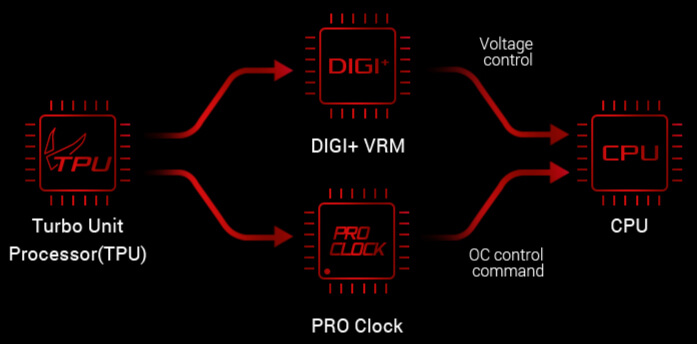 DIGI+
DIGI+ VRM
Voltage
control
TPU
Turbo Unit
Processor(TPU)
CPU
CPU
PRO
CLOCK
PRO Clock
OC control
command